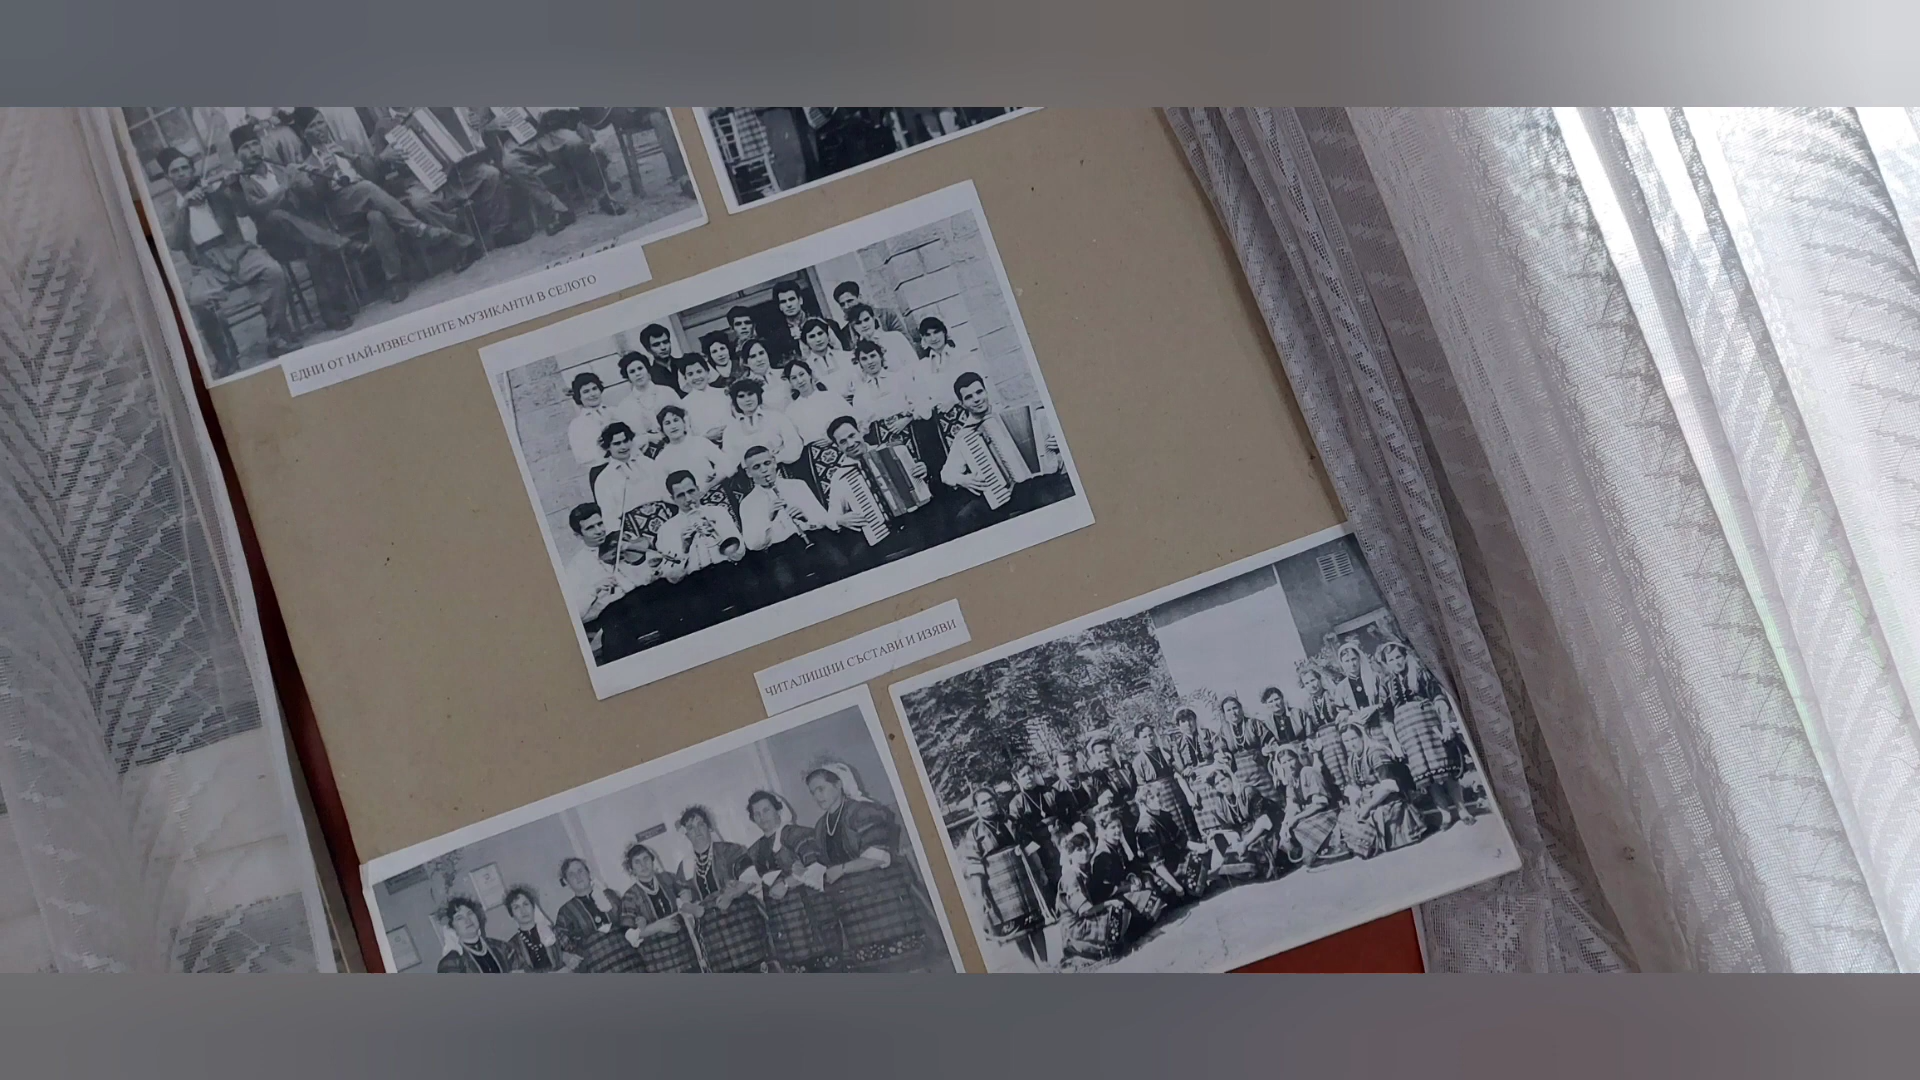 ЕДНИ ОТ НАЙ-ИЗВЕСТНИТЕ МУЗИКАНТИ В СЕЛОТО
ЧИТАЛИЩНИ СЪСТАВИ И ИЗЯВИ